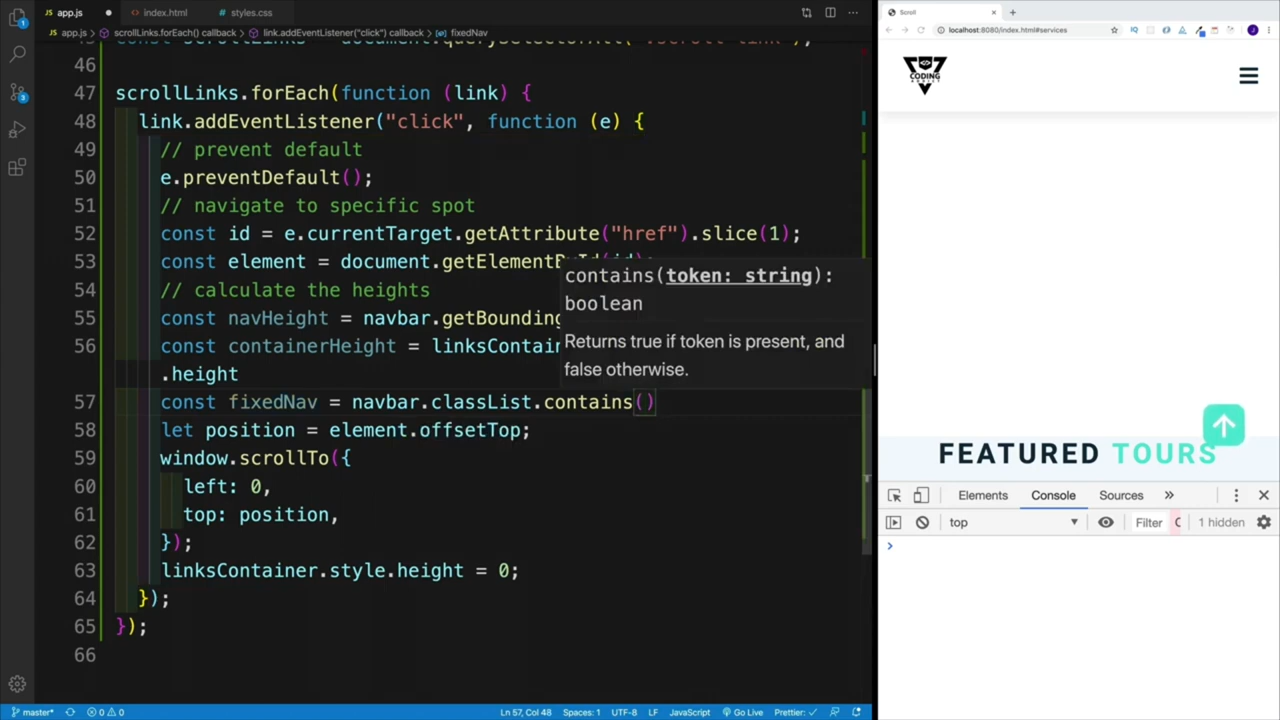 app.js
index.html
styles.css
app.js > scrollLinks.forEach() callback > link.addEventListener("click") callback > fixedNav
46
47 scrollLinks.forEach(function (link) {
48 link.addEventListener("click", function (e) {
49 // prevent default
50 e.preventDefault();
51 // navigate to specific spot
52 const id = e.currentTarget.getAttribute("href").slice(1);
53 const element = document.getElementById(id);
54 // calculate the heights
55 const navHeight = navbar.getBounding
56 const containerHeight = linksContai
.height
57 const fixedNav = navbar.classList.contains()
58 let position = element.offsetTop;
59 window.scrollTo({
60 left: 0,
61 top: position,
62 });
63 linksContainer.style.height = 0;
64 });
65 });
66
contains(token: string):
boolean
Returns true if token is present, and
false otherwise.
master*
0 0
Ln 57, Col 48
Spaces: 1
UTF-8
LF
JavaScript
Go Live
Prettier: ✓
Scroll
localhost:8080/index.html#services
CODING
ADDICT
FEATURED TOURS
Elements Console Sources »
top
Filter
1 hidden